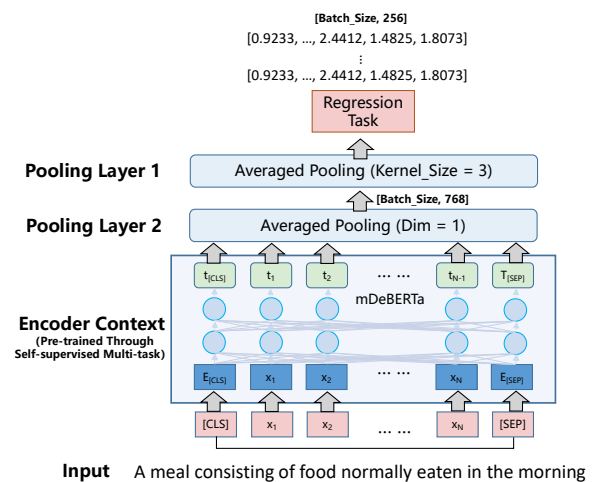 [Batch_Size, 256]
[0.9233, …, 2.4412, 1.4825, 1.8073]
⋮
[0.9233, …, 2.4412, 1.4825, 1.8073]
Regression
Task
Pooling Layer 1
Averaged Pooling (Kernel_Size = 3)
[Batch_Size, 768]
Pooling Layer 2
Averaged Pooling (Dim = 1)
t[CLS] t1 t2 … … tN-1 T[SEP]
mDeBERTa
Encoder Context
(Pre-trained Through
Self-supervised Multi-task)
E[CLS] x1 x2 … … xN E[SEP]
[CLS] x1 x2 … … xN [SEP]
Input A meal consisting of food normally eaten in the morning